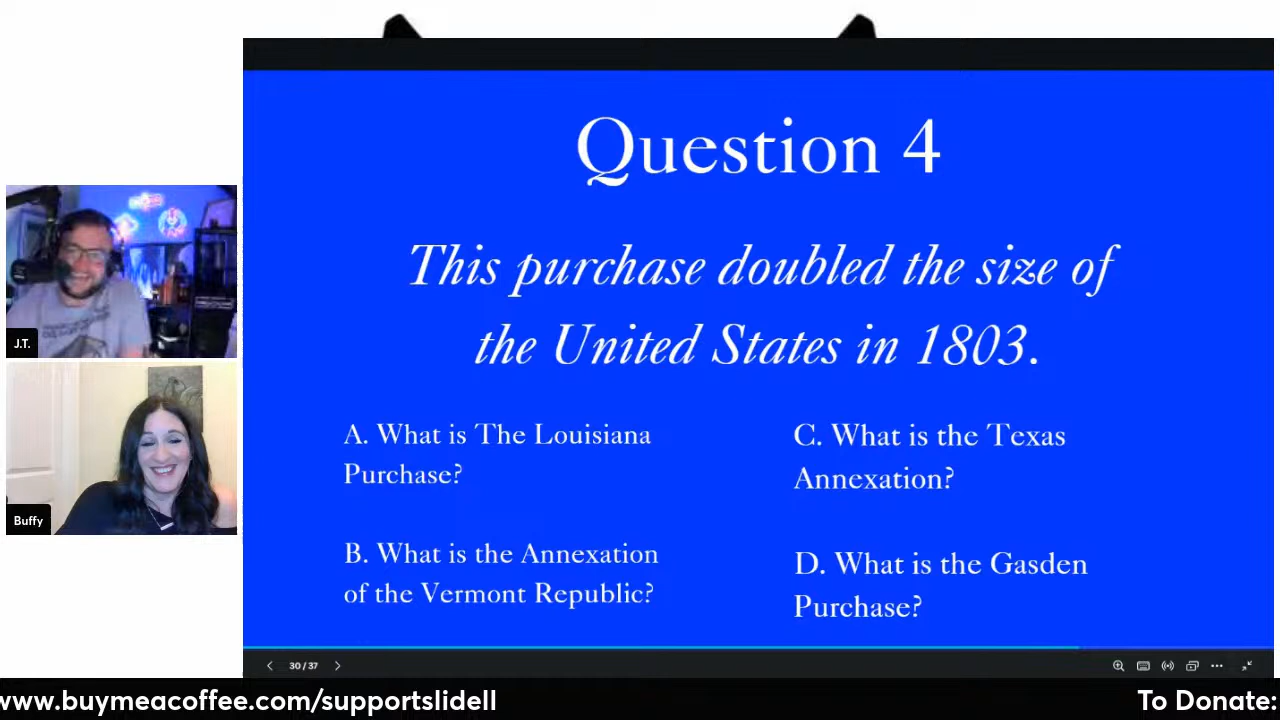 Question 4
This purchase doubled the size of
the United States in 1803.
A. What is The Louisiana
Purchase?
B. What is the Annexation
of the Vermont Republic?
C. What is the Texas
Annexation?
D. What is the Gasden
Purchase?
J.T.
Buffy
30 / 37
www.buymeacoffee.com/supportslidell
To Donate: